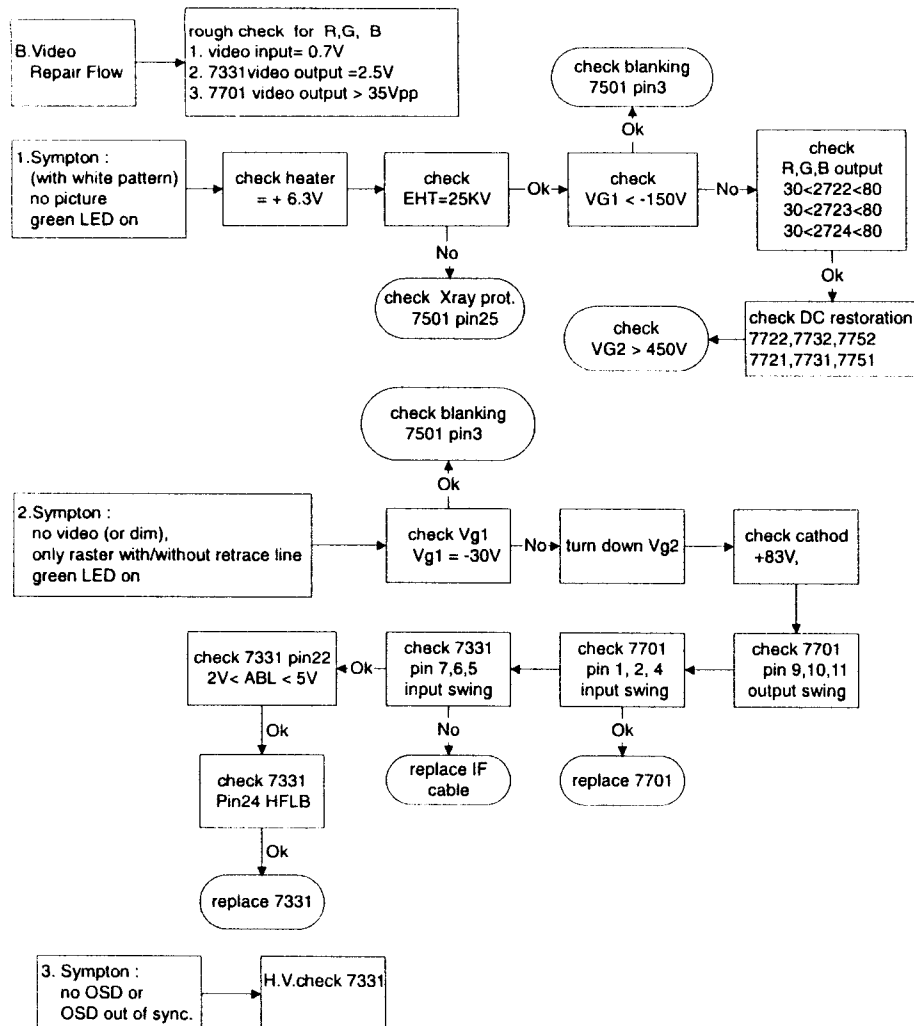 B.Video
Repair Flow
rough check for R,G, B
1. video input= 0.7V
2. 7331video output =2.5V
3. 7701 video output > 35Vpp
check blanking
7501 pin3
Ok
1.Sympton :
(with white pattern)
no picture
green LED on
check heater
= + 6.3V
check
EHT=25KV
Ok
check
VG1 < -150V
No
check
R,G,B output
30<2722<80
30<2723<80
30<2724<80
No
check Xray prot.
7501 pin25
Ok
check DC restoration
7722,7732,7752
7721,7731,7751
check
VG2 > 450V
check blanking
7501 pin3
Ok
2.Sympton :
no video (or dim),
only raster with/without retrace line
green LED on
check Vg1
Vg1 = -30V
No
turn down Vg2
check cathod
+83V,
check 7701
pin 9,10,11
output swing
check 7701
pin 1, 2, 4
input swing
check 7331
pin 7,6,5
input swing
Ok
check 7331 pin22
2V< ABL < 5V
Ok
No
Ok
replace IF
cable
replace 7701
check 7331
Pin24 HFLB
Ok
replace 7331
3. Sympton :
no OSD or
OSD out of sync.
H.V.check 7331